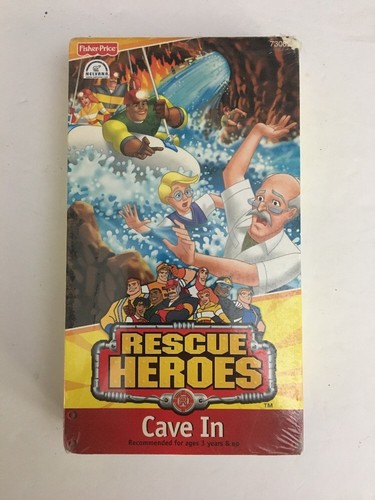 Fisher-Price
NELVANA
RESCUE
HEROES
TM
Cave In
Recommended for ages 3 years & up